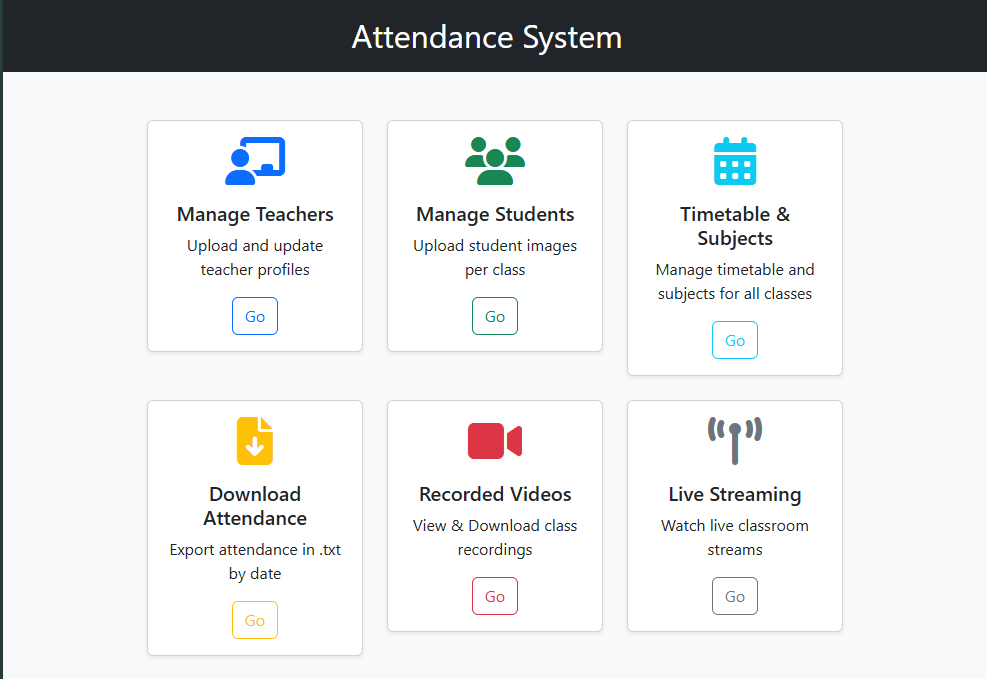 Attendance System
Manage Teachers
Upload and update
teacher profiles
Go
Manage Students
Upload student images
per class
Go
Timetable &
Subjects
Manage timetable and
subjects for all classes
Go
Download
Attendance
Export attendance in .txt
by date
Go
Recorded Videos
View & Download class
recordings
Go
Live Streaming
Watch live classroom
streams
Go